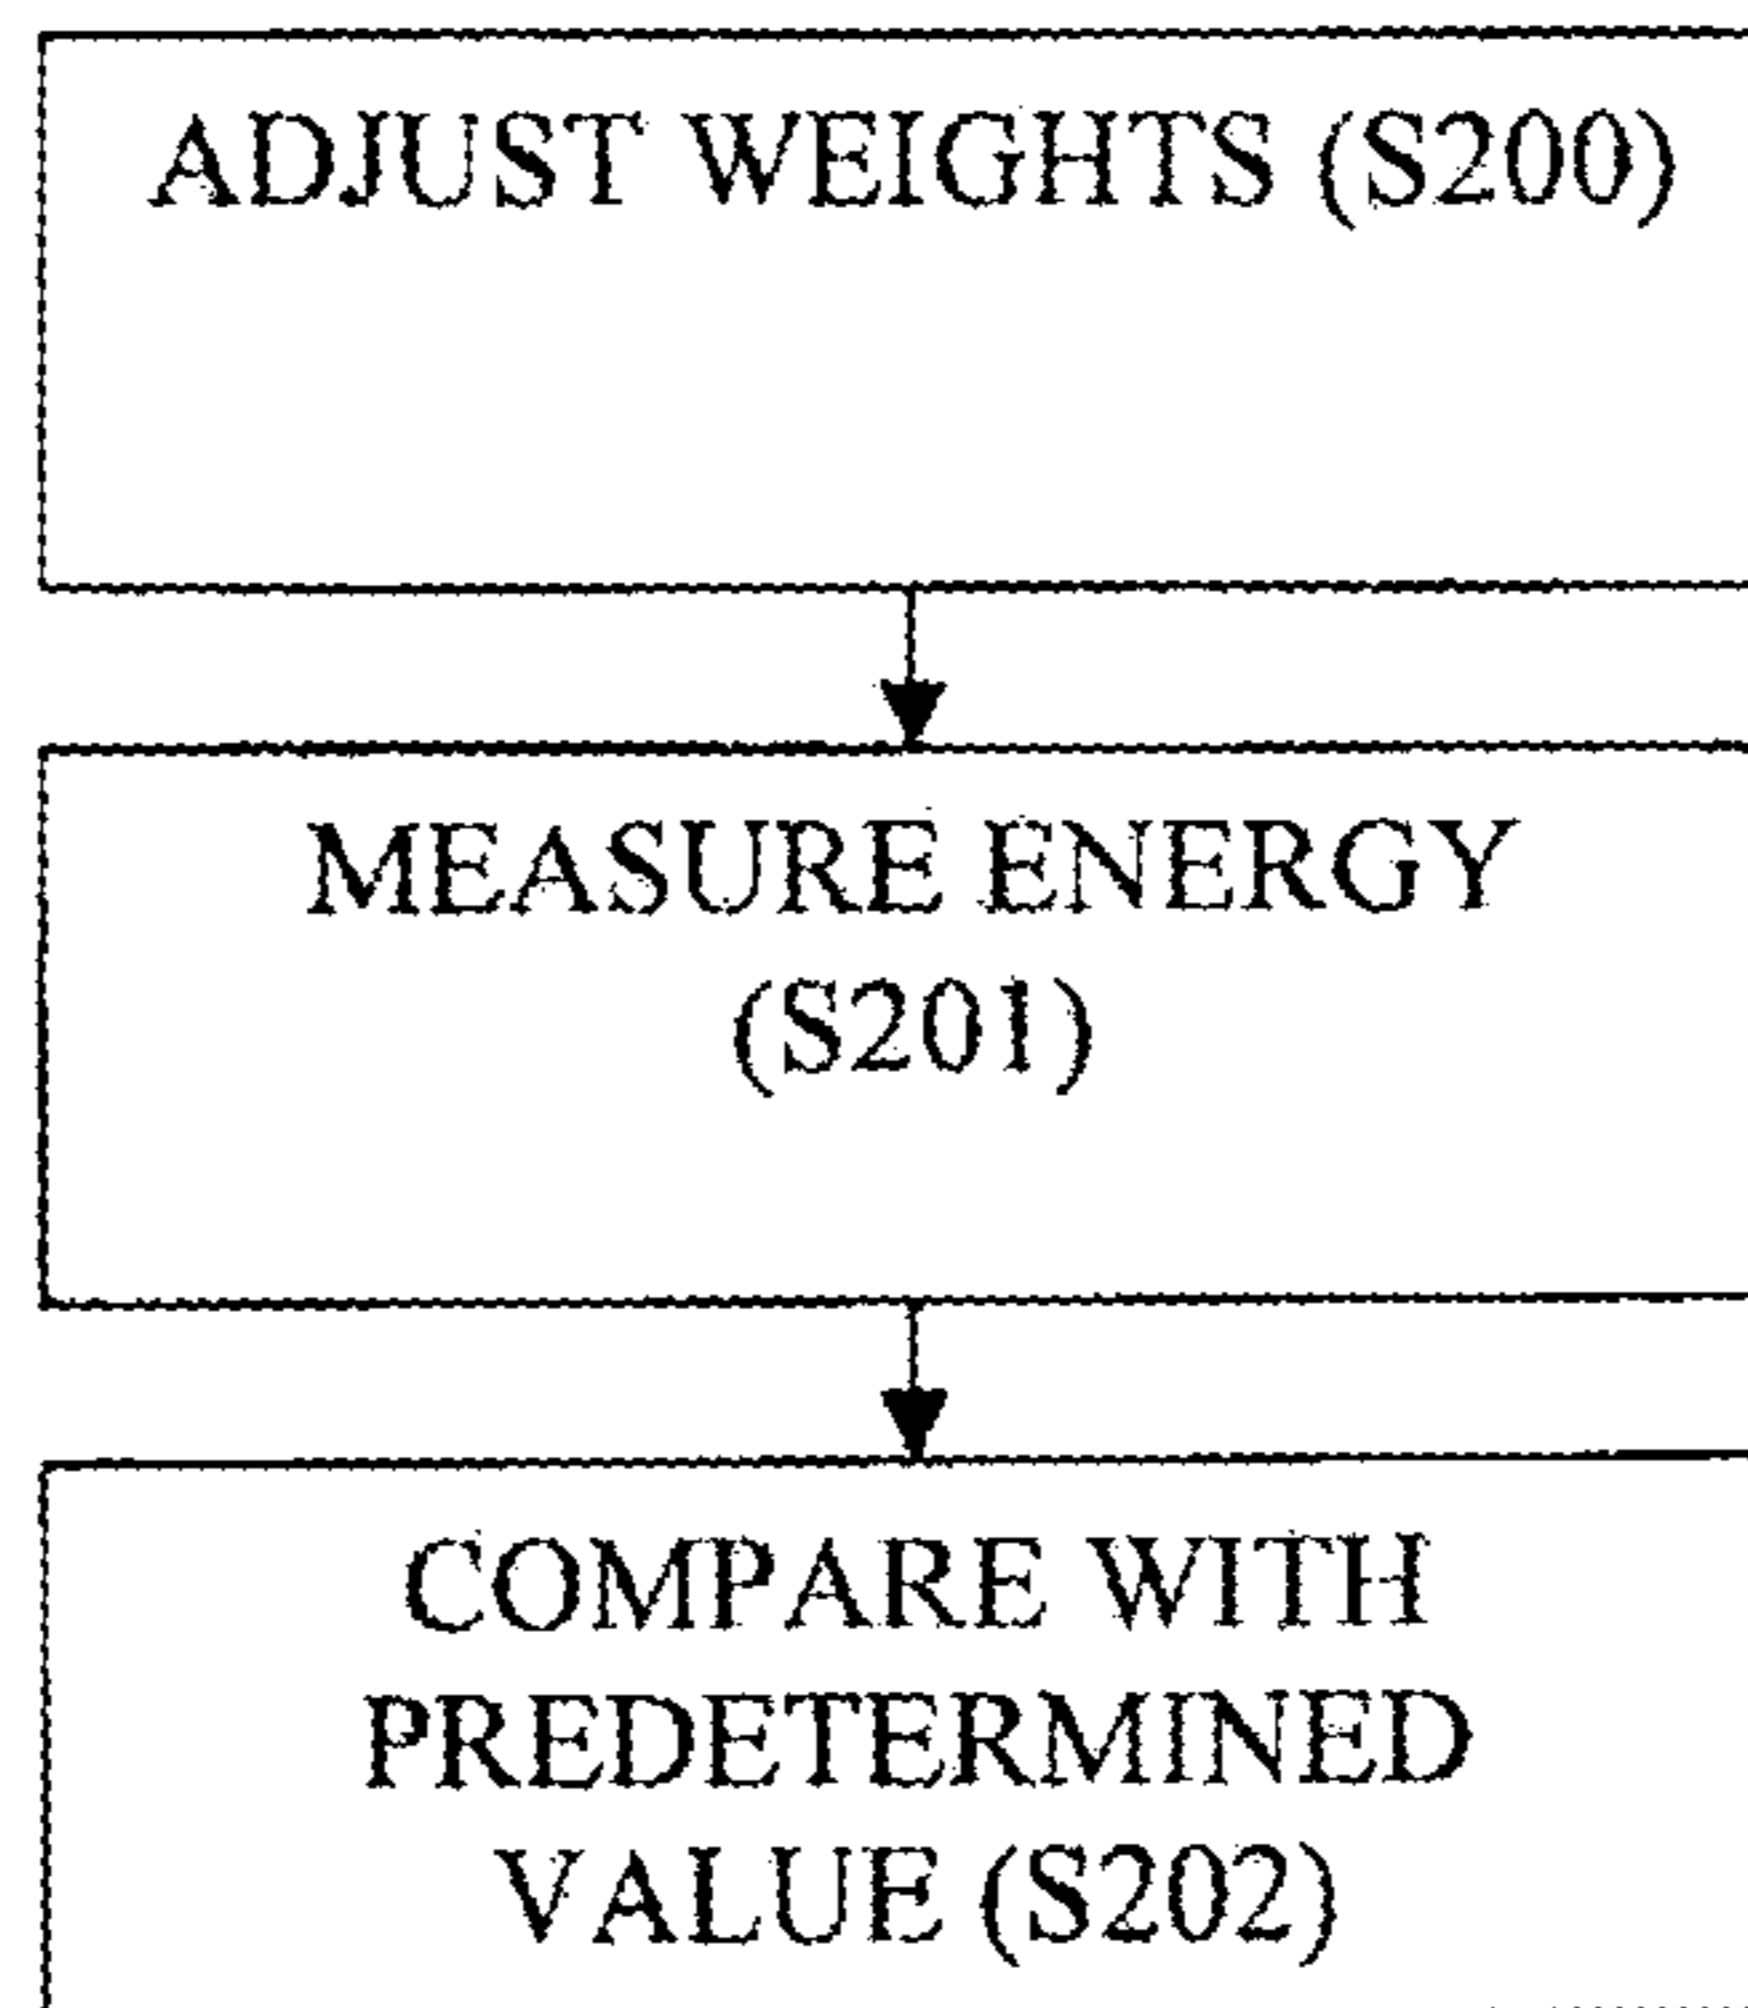 ADJUST WEIGHTS (S200)
MEASURE ENERGY
(S201)
COMPARE WITH
PREDETERMINED
VALUE (S202)